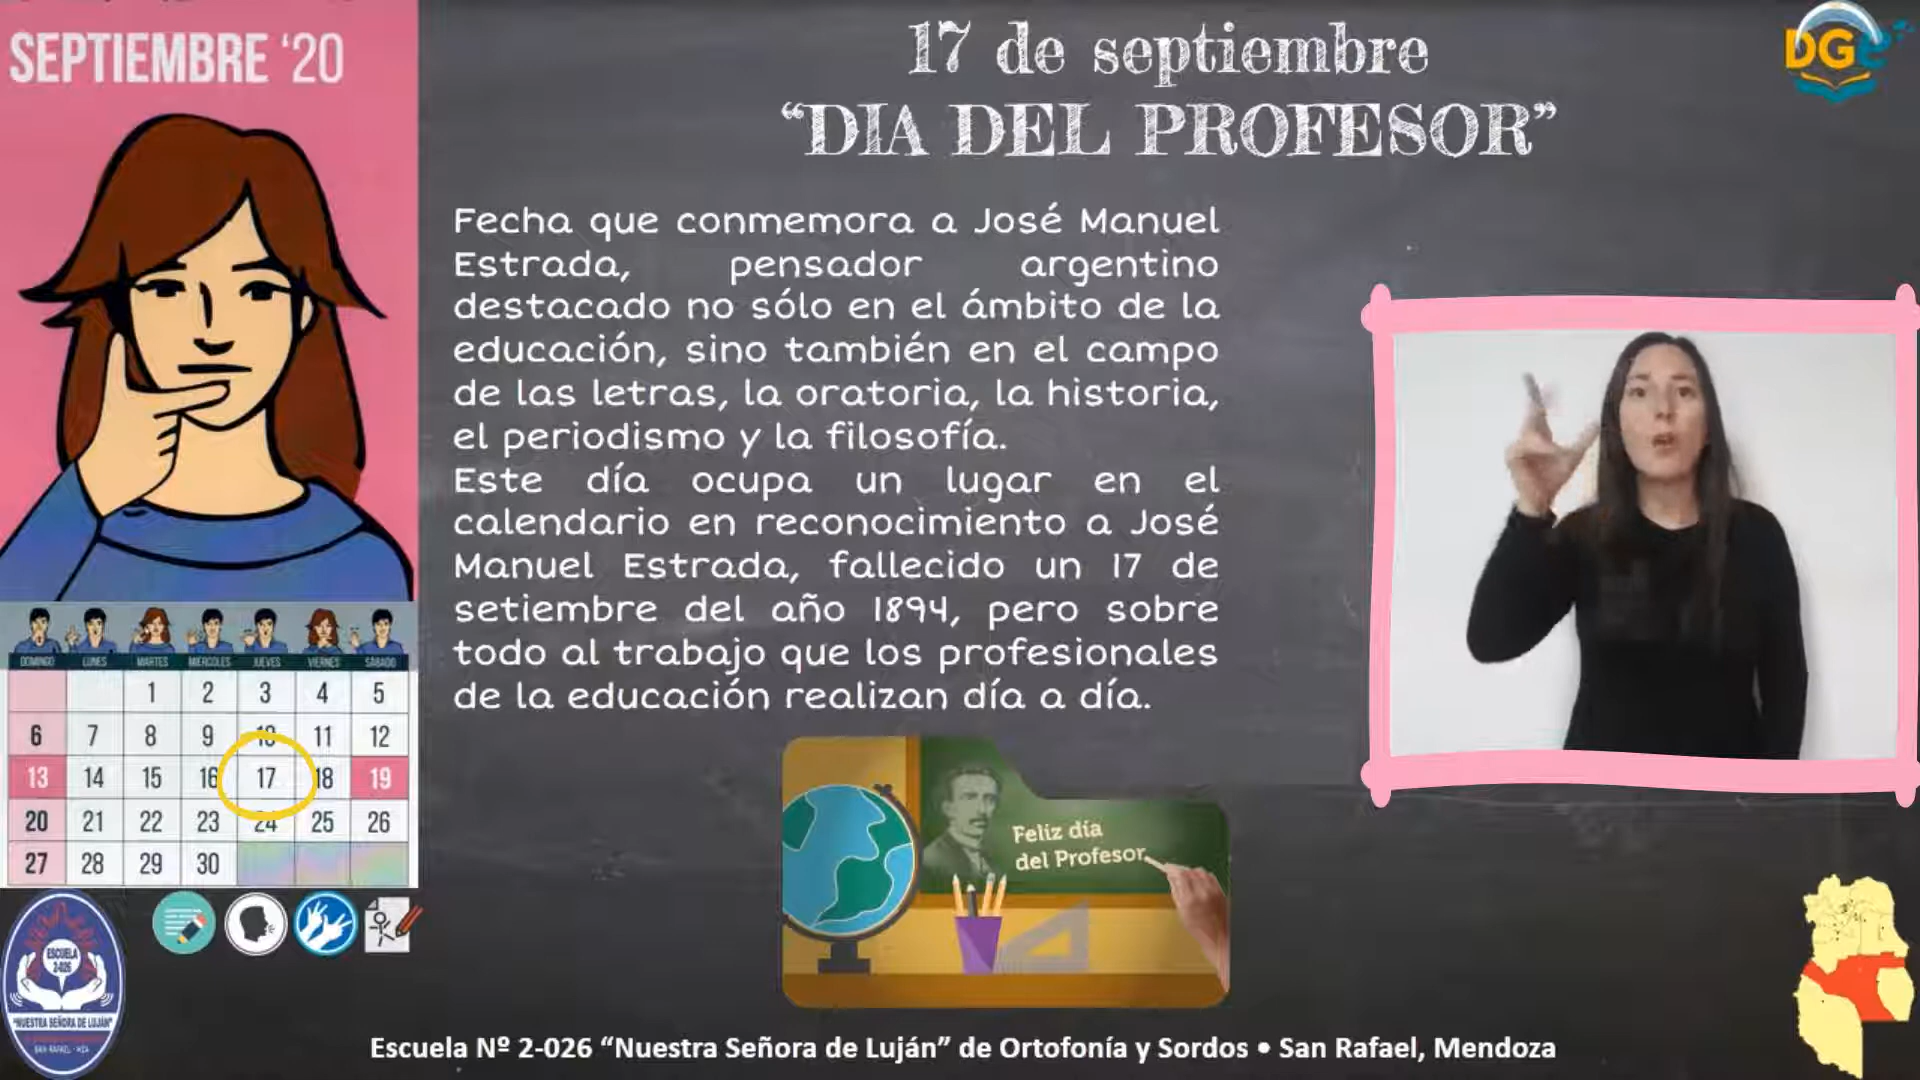 SEPTIEMBRE ‘20
17 de septiembre
“DIA DEL PROFESOR”
DGE
Fecha que conmemora a José Manuel
Estrada, pensador argentino
destacado no sólo en el ámbito de la
educación, sino también en el campo
de las letras, la oratoria, la historia,
el periodismo y la filosofía.
Este día ocupa un lugar en el
calendario en reconocimiento a José
Manuel Estrada, fallecido un 17 de
setiembre del año 1894, pero sobre
todo al trabajo que los profesionales
de la educación realizan día a día.
DOMINGO LUNES MARTES MIERCOLES JUEVES VIERNES SABADO
1 2 3 4 5
6 7 8 9 10 11 12
13 14 15 16 17 18 19
20 21 22 23 24 25 26
27 28 29 30
Feliz día
del Profesor
ESCUELA
2-026
"NUESTRA SEÑORA DE LUJÁN"
SAN RAFAEL - MZA
Escuela Nº 2-026 “Nuestra Señora de Luján” de Ortofonía y Sordos • San Rafael, Mendoza